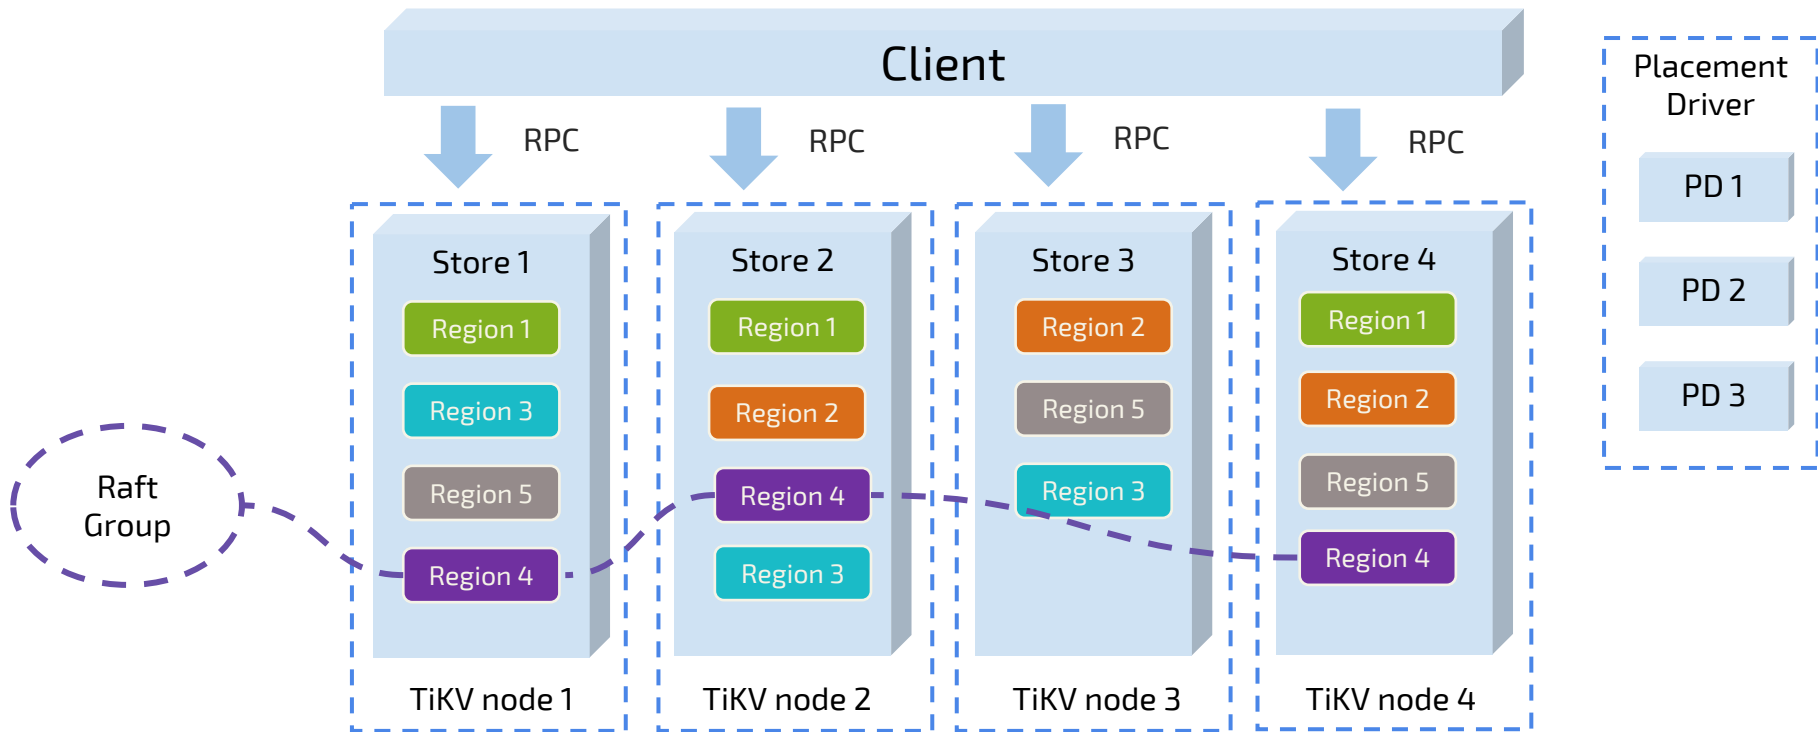 Client
RPC
RPC
RPC
RPC
Placement
Driver
PD 1
PD 2
PD 3
Store 1
Region 1
Region 3
Region 5
Region 4
TiKV node 1
Store 2
Region 1
Region 2
Region 4
Region 3
TiKV node 2
Store 3
Region 2
Region 5
Region 3
TiKV node 3
Store 4
Region 1
Region 2
Region 5
Region 4
TiKV node 4
Raft
Group